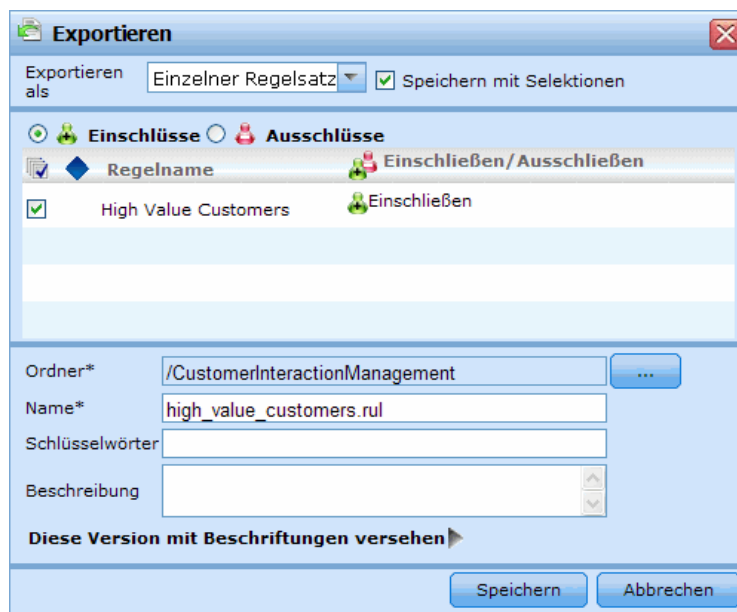 Exportieren
Exportieren als
Einzelner Regelsatz
Speichern mit Selektionen
Einschlüsse Ausschlüsse
Regelname Einschließen/Ausschließen
High Value Customers Einschließen
Ordner* /CustomerInteractionManagement ...
Name* high_value_customers.rul
Schlüsselwörter
Beschreibung
Diese Version mit Beschriftungen versehen
Speichern Abbrechen